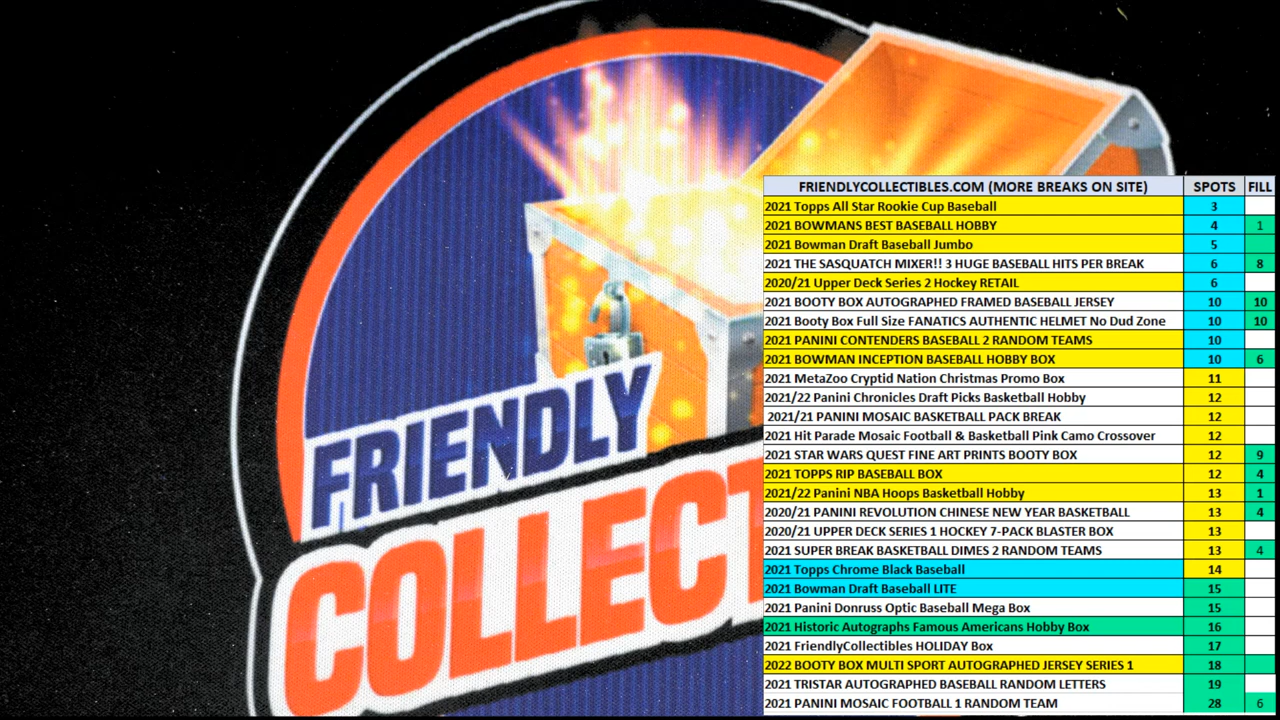 FRIENDLY
COLLECT
FRIENDLYCOLLECTIBLES.COM (MORE BREAKS ON SITE) SPOTS FILL
2021 Topps All Star Rookie Cup Baseball 3
2021 BOWMANS BEST BASEBALL HOBBY 4 1
2021 Bowman Draft Baseball Jumbo 5
2021 THE SASQUATCH MIXER!! 3 HUGE BASEBALL HITS PER BREAK 6 8
2020/21 Upper Deck Series 2 Hockey RETAIL 6
2021 BOOTY BOX AUTOGRAPHED FRAMED BASEBALL JERSEY 10 10
2021 Booty Box Full Size FANATICS AUTHENTIC HELMET No Dud Zone 10 10
2021 PANINI CONTENDERS BASEBALL 2 RANDOM TEAMS 10
2021 BOWMAN INCEPTION BASEBALL HOBBY BOX 10 6
2021 MetaZoo Cryptid Nation Christmas Promo Box 11
2021/22 Panini Chronicles Draft Picks Basketball Hobby 12
2021/21 PANINI MOSAIC BASKETBALL PACK BREAK 12
2021 Hit Parade Mosaic Football & Basketball Pink Camo Crossover 12
2021 STAR WARS QUEST FINE ART PRINTS BOOTY BOX 12 9
2021 TOPPS RIP BASEBALL BOX 12 4
2021/22 Panini NBA Hoops Basketball Hobby 13 1
2020/21 PANINI REVOLUTION CHINESE NEW YEAR BASKETBALL 13 4
2020/21 UPPER DECK SERIES 1 HOCKEY 7-PACK BLASTER BOX 13
2021 SUPER BREAK BASKETBALL DIMES 2 RANDOM TEAMS 13 4
2021 Topps Chrome Black Baseball 14
2021 Bowman Draft Baseball LITE 15
2021 Panini Donruss Optic Baseball Mega Box 15
2021 Historic Autographs Famous Americans Hobby Box 16
2021 FriendlyCollectibles HOLIDAY Box 17
2022 BOOTY BOX MULTI SPORT AUTOGRAPHED JERSEY SERIES 1 18
2021 TRISTAR AUTOGRAPHED BASEBALL RANDOM LETTERS 19
2021 PANINI MOSAIC FOOTBALL 1 RANDOM TEAM 28 6